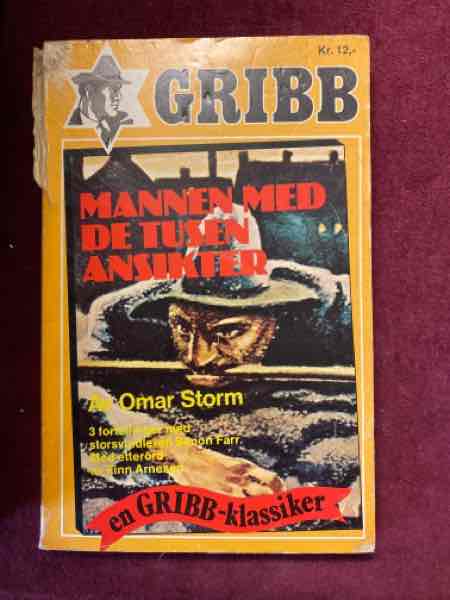 Kr. 12,-
GRIBB
MANNEN MED
DE TUSEN
ANSIKTER
Av Omar Storm
3 fortellinger med
storsvindleren Simon Farr.
Med etterord
av Finn Arnesen
en GRIBB-klassiker